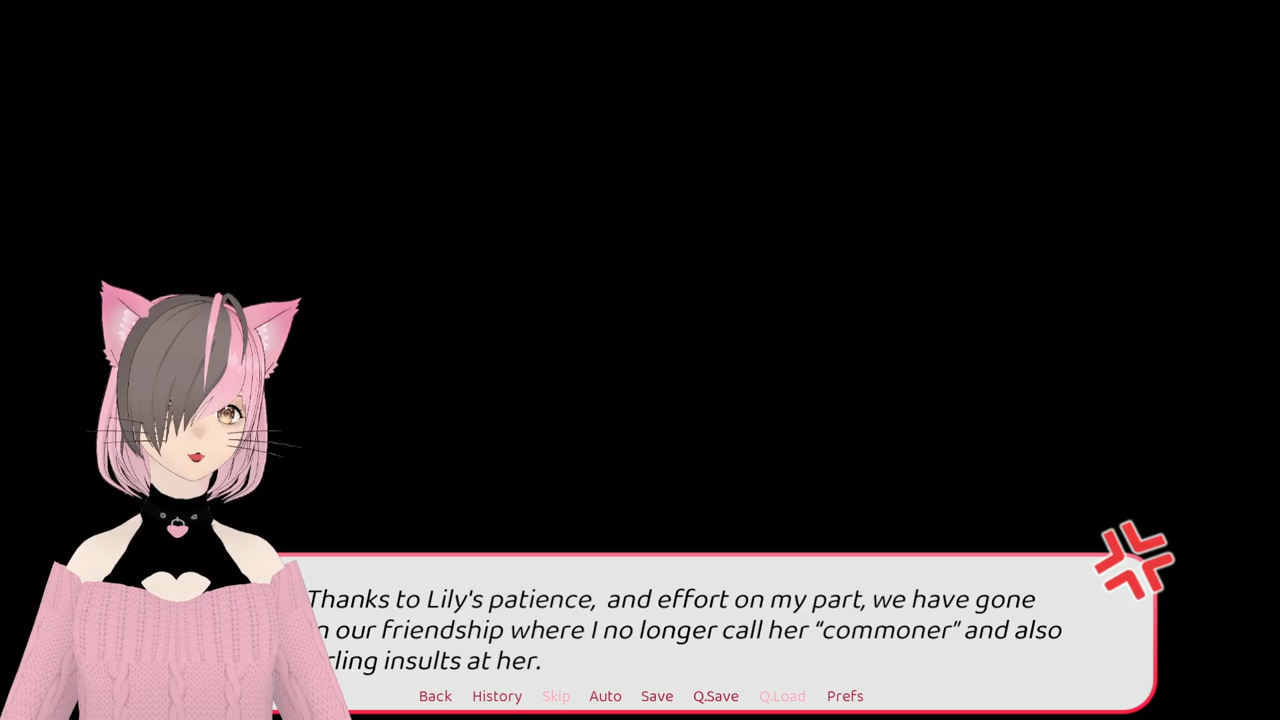 Thanks to Lily's patience, and effort on my part, we have gone
our friendship where I no longer call her “commoner” and also
insults at her.
Back History Skip Auto Save Q.Save Q.Load Prefs